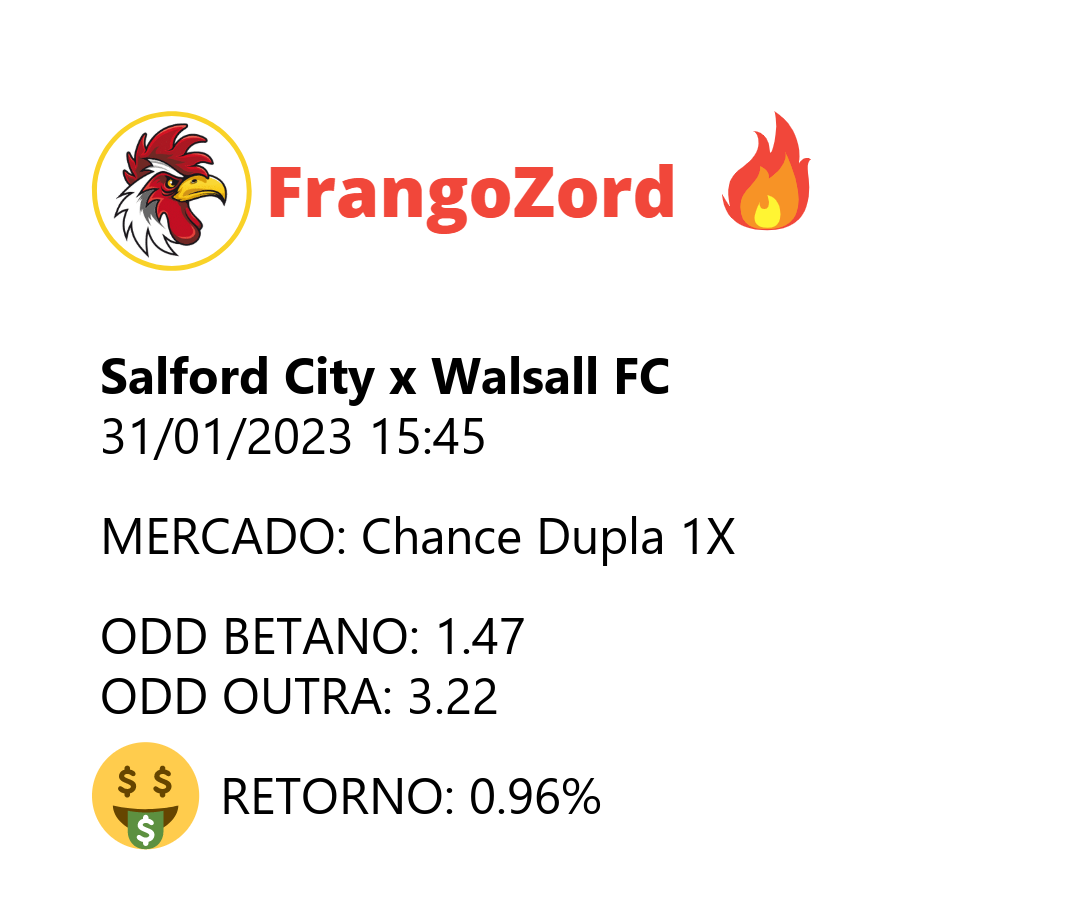 FrangoZord
Salford City x Walsall FC
31/01/2023 15:45
MERCADO: Chance Dupla 1X
ODD BETANO: 1.47
ODD OUTRA: 3.22
RETORNO: 0.96%